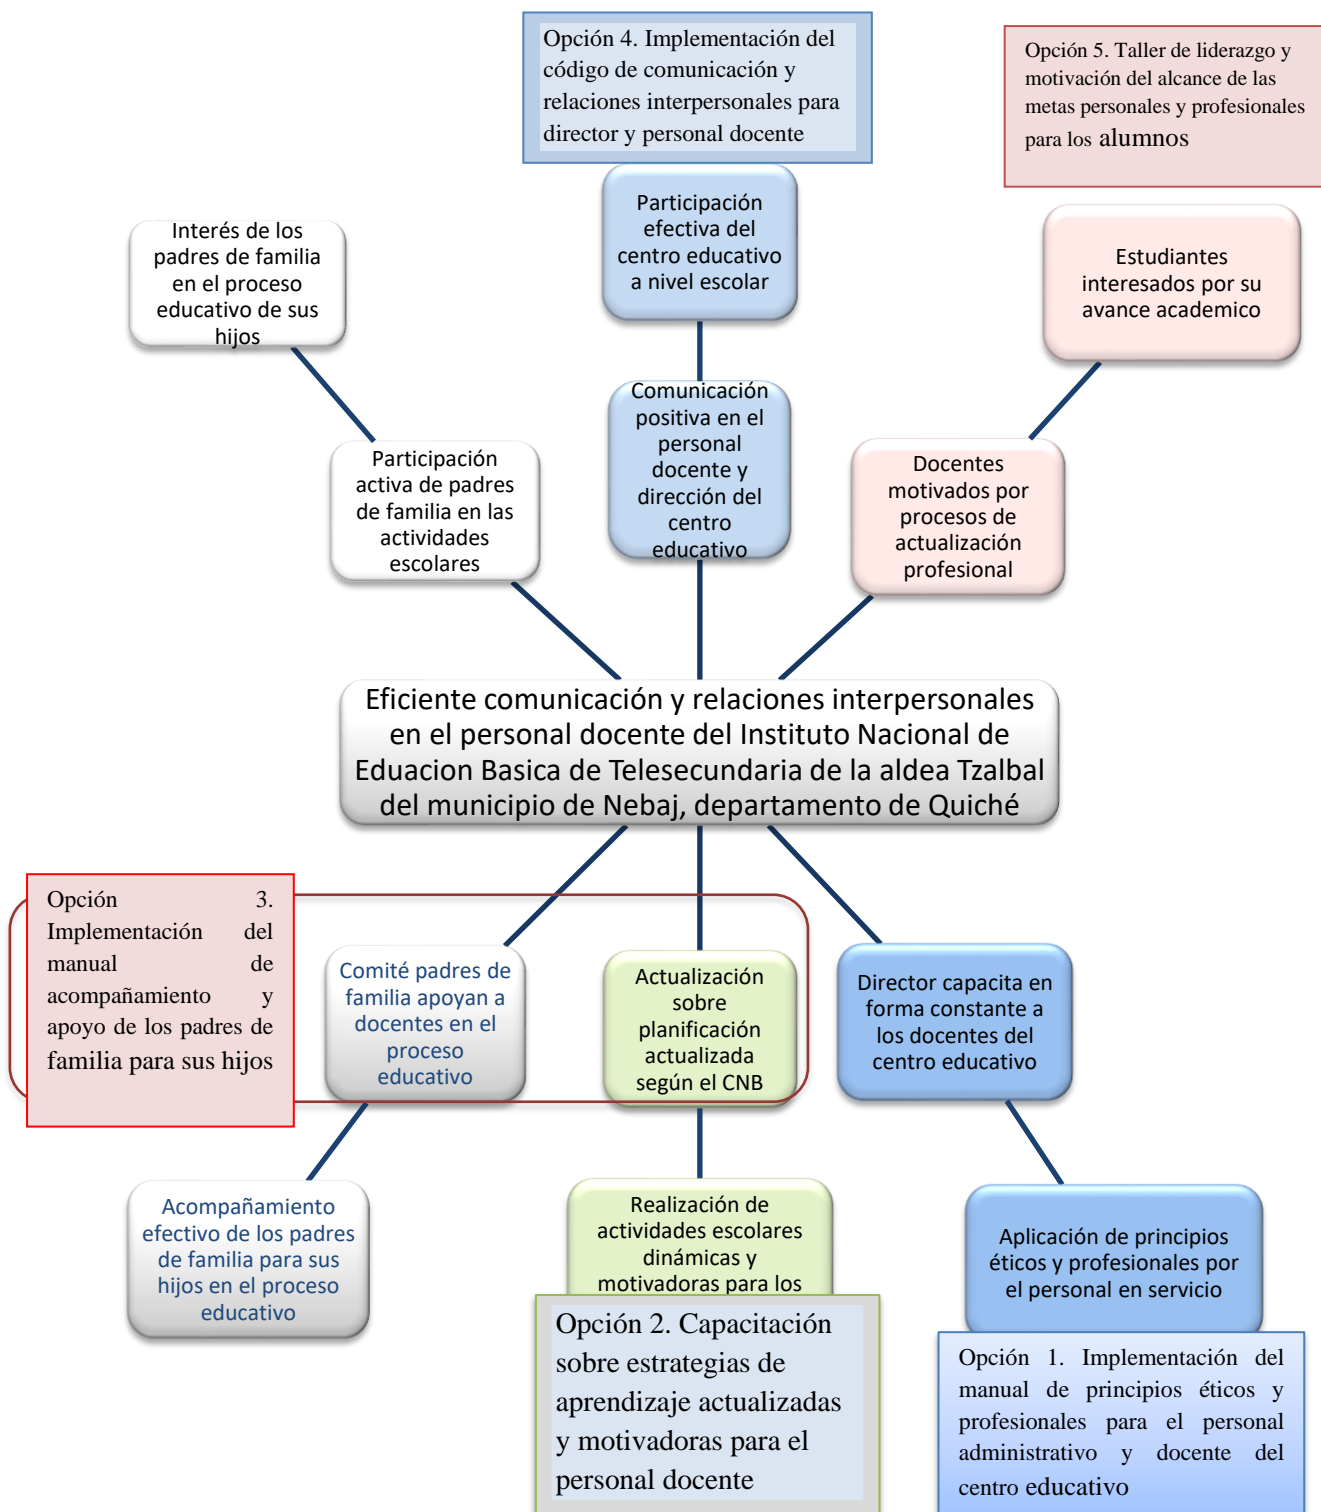 Opción 4. Implementación del
código de comunicación y
relaciones interpersonales para
director y personal docente
Opción 5. Taller de liderazgo y
motivación del alcance de las
metas personales y profesionales
para los alumnos
Interés de los
padres de familia
en el proceso
educativo de sus
hijos
Participación
efectiva del
centro educativo
a nivel escolar
Estudiantes
interesados por su
avance academico
Participación
activa de padres
de familia en las
actividades
escolares
Comunicación
positiva en el
personal
docente y
dirección del
centro
educativo
Docentes
motivados por
procesos de
actualización
profesional
Eficiente comunicación y relaciones interpersonales
en el personal docente del Instituto Nacional de
Eduacion Basica de Telesecundaria de la aldea Tzalbal
del municipio de Nebaj, departamento de Quiché
Opción 3.
Implementación del
manual de
acompañamiento y
apoyo de los padres de
familia para sus hijos
Comité padres de
familia apoyan a
docentes en el
proceso
educativo
Actualización
sobre
planificación
actualizada
según el CNB
Director capacita en
forma constante a
los docentes del
centro educativo
Acompañamiento
efectivo de los padres
de familia para sus
hijos en el proceso
educativo
Realización de
actividades escolares
dinámicas y
motivadoras para los
Aplicación de principios
éticos y profesionales por
el personal en servicio
Opción 2. Capacitación
sobre estrategias de
aprendizaje actualizadas
y motivadoras para el
personal docente
Opción 1. Implementación del
manual de principios éticos y
profesionales para el personal
administrativo y docente del
centro educativo